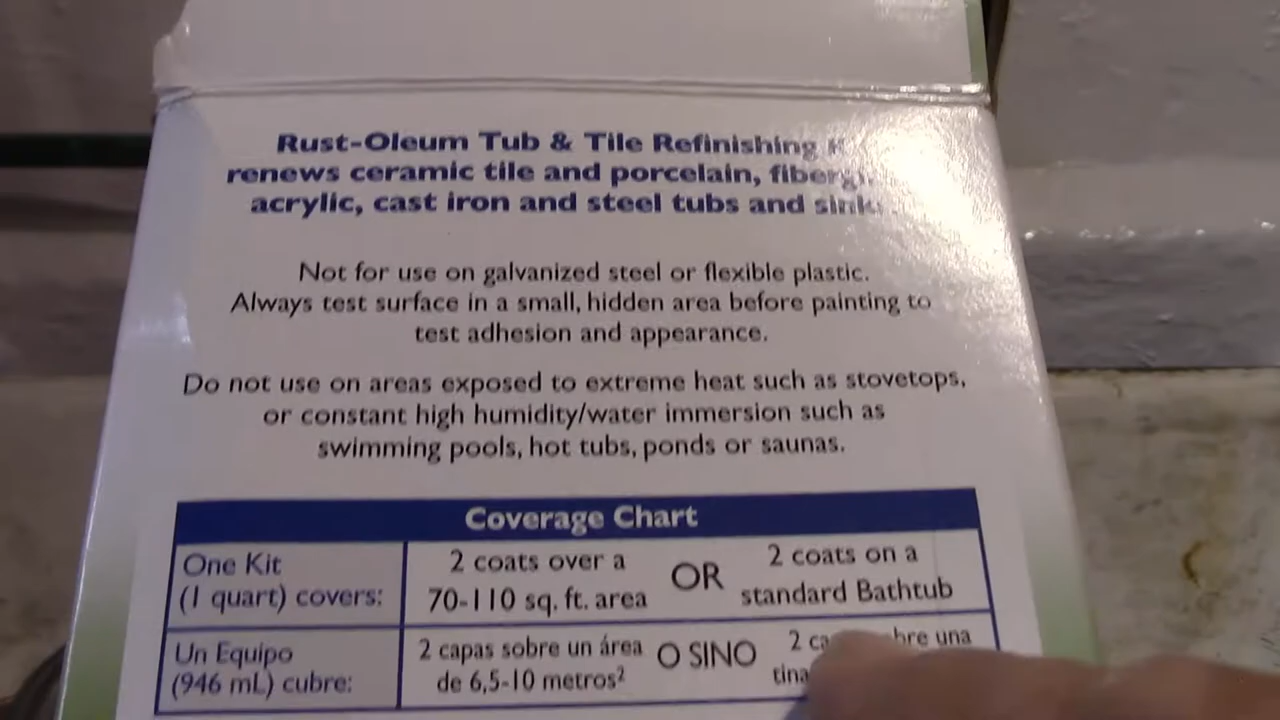 Rust-Oleum Tub & Tile Refinishing
renews ceramic tile and porcelain,
acrylic, cast iron and steel tubs and
Not for use on galvanized steel or flexible plastic.
Always test surface in a small, hidden area before painting to
test adhesion and appearance.
Do not use on areas exposed to extreme heat such as stovetops,
or constant high humidity/water immersion such as
swimming pools, hot tubs, ponds or saunas.
Coverage Chart
One Kit
(1 quart) covers:
2 coats over a
70-110 sq. ft. area
OR
2 coats on a
standard Bathtub
Un Equipo
(946 mL) cubre:
2 capas sobre un área
de 6,5-10 metros²
O SINO
2 una